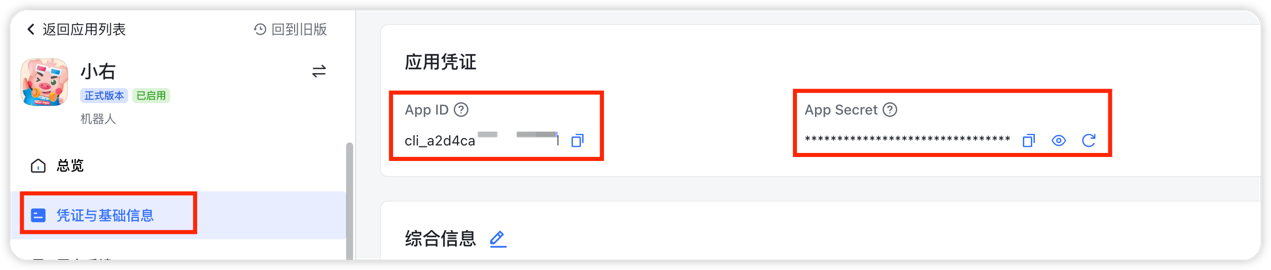 返回应用列表
回到旧版
小右
正式版本
已启用
机器人
总览
凭证与基础信息
应用凭证
App ID
cli_a2d4ca
App Secret
********************************
综合信息